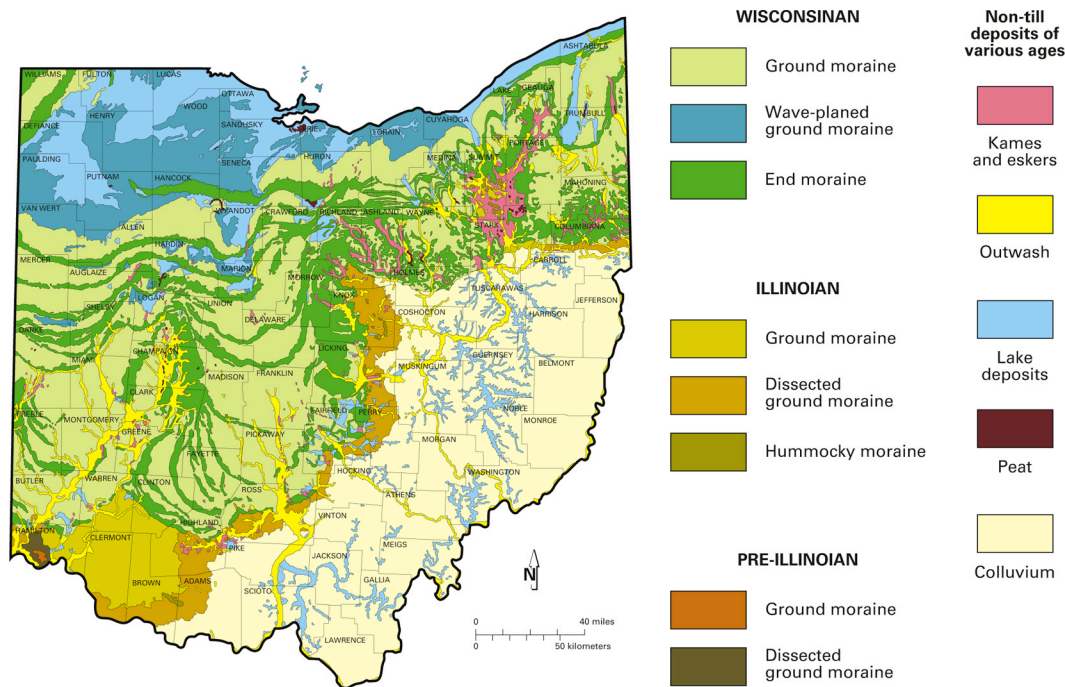 WILLIAMS
FULTON
LUCAS
OTTAWA
WOOD
HENRY
SANDUSKY
ERIE
DEFIANCE
LORAIN
CUYAHOGA
LAKE
GEAUGA
ASHTABULA
TRUMBULL
PAULDING
SENECA
HURON
MEDINA
SUMMIT
PORTAGE
PUTNAM
HANCOCK
MAHONING
VAN WERT
WYANDOT
CRAWFORD
RICHLAND
ASHLAND
WAYNE
STARK
COLUMBIANA
ALLEN
HARDIN
MERCER
AUGLAIZE
MARION
MORROW
HOLMES
CARROLL
LOGAN
UNION
KNOX
TUSCARAWAS
JEFFERSON
SHELBY
DELAWARE
COSHOCTON
HARRISON
DARKE
MIAMI
CHAMPAIGN
LICKING
GUERNSEY
BELMONT
MADISON
FRANKLIN
MUSKINGUM
CLARK
PREBLE
MONTGOMERY
GREENE
FAIRFIELD
PERRY
NOBLE
MONROE
PICKAWAY
MORGAN
FAYETTE
BUTLER
WARREN
CLINTON
ROSS
HOCKING
WASHINGTON
ATHENS
HAMILTON
CLERMONT
HIGHLAND
VINTON
PIKE
MEIGS
JACKSON
BROWN
ADAMS
SCIOTO
GALLIA
LAWRENCE
N
0 40 miles
0 50 kilometers
WISCONSINAN
Ground moraine
Wave-planed
ground moraine
End moraine
ILLINOIAN
Ground moraine
Dissected
ground moraine
Hummocky moraine
PRE-ILLINOIAN
Ground moraine
Dissected
ground moraine
Non-till
deposits of
various ages
Kames
and eskers
Outwash
Lake
deposits
Peat
Colluvium